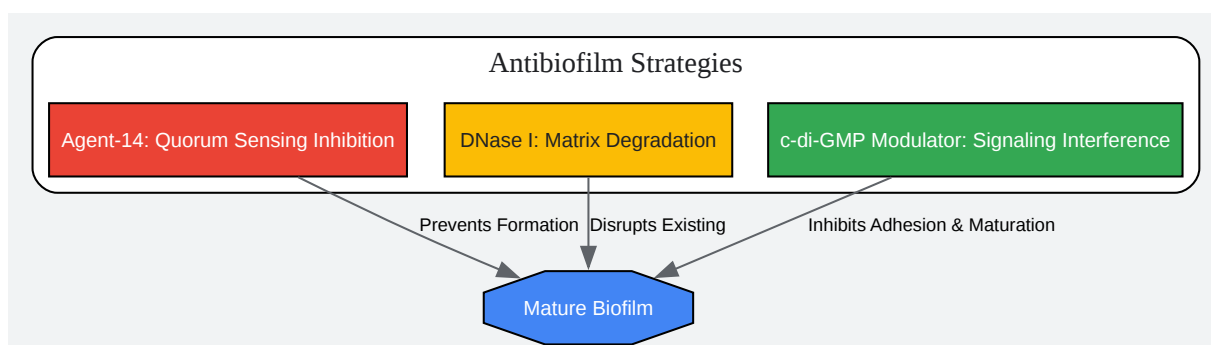 Antibiofilm Strategies
Agent-14: Quorum Sensing Inhibition
DNase I: Matrix Degradation
c-di-GMP Modulator: Signaling Interference
Prevents Formation
Disrupts Existing
Inhibits Adhesion & Maturation
Mature Biofilm